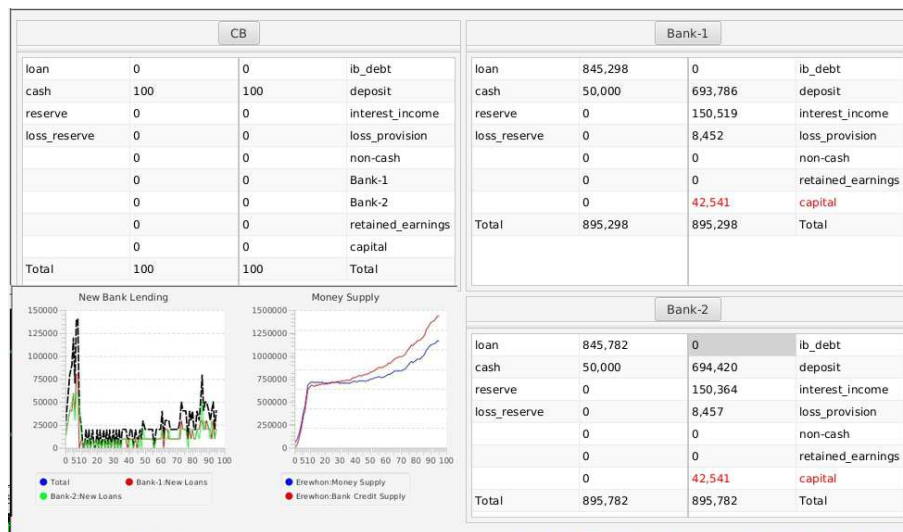 CB
loan 0 0 ib_debt
cash 100 100 deposit
reserve 0 0 interest_income
loss_reserve 0 0 loss_provision
0 0 non-cash
0 0 Bank-1
0 0 Bank-2
0 0 retained_earnings
0 0 capital
Total 100 100 Total
Bank-1
loan 845,298 0 ib_debt
cash 50,000 693,786 deposit
reserve 0 150,519 interest_income
loss_reserve 0 8,452 loss_provision
0 0 non-cash
0 0 retained_earnings
0 42,541 capital
Total 895,298 895,298 Total
New Bank Lending
150000
125000
100000
75000
50000
25000
0
0 510 20 30 40 50 60 70 80 90 100
Total Bank-1:New Loans
Bank-2:New Loans
Money Supply
1500000
1250000
1000000
750000
500000
250000
0
0 510 20 30 40 50 60 70 80 90 100
Erewhon:Money Supply
Erewhon:Bank Credit Supply
Bank-2
loan 845,782 0 ib_debt
cash 50,000 694,420 deposit
reserve 0 150,364 interest_income
loss_reserve 0 8,457 loss_provision
0 0 non-cash
0 0 retained_earnings
0 42,541 capital
Total 895,782 895,782 Total